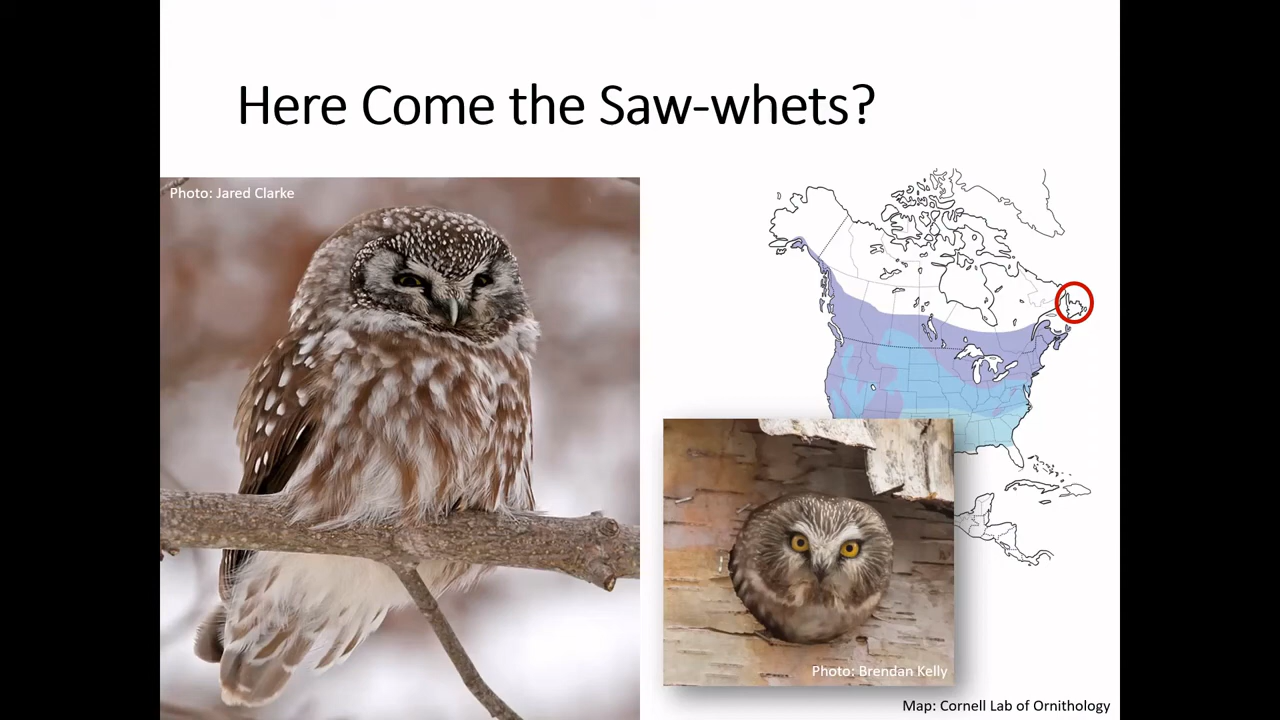 Here Come the Saw-whets?
Photo: Jared Clarke
Photo: Brendan Kelly
Map: Cornell Lab of Ornithology